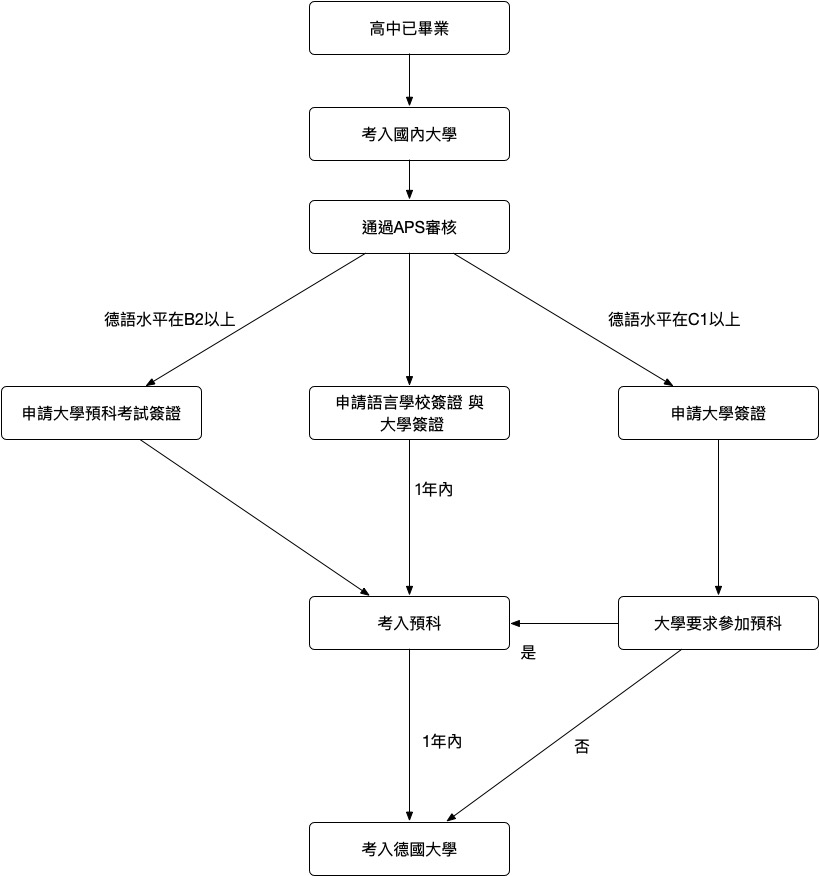 高中已畢業
考入國內大學
通過APS審核
德語水平在B2以上
德語水平在C1以上
申請大學預科考試簽證
申請語言學校簽證 與
大學簽證
申請大學簽證
1年內
考入預科
大學要求參加預科
是
1年內
否
考入德國大學